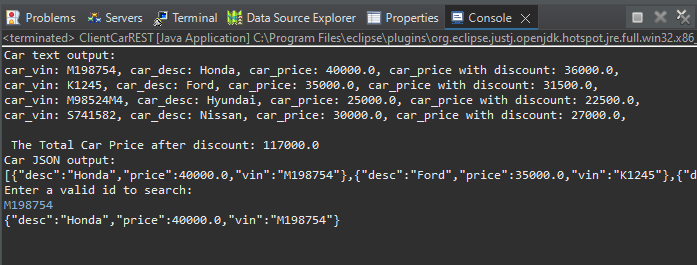 Problems Servers Terminal Data Source Explorer Properties Console
<terminated> ClientCarREST [Java Application] C:\Program Files\eclipse\plugins\org.eclipse.justj.openjdk.hotspot.jre.full.win32.x86_
Car text output:
car_vin: M198754, car_desc: Honda, car_price: 40000.0, car_price with discount: 36000.0,
car_vin: K1245, car_desc: Ford, car_price: 35000.0, car_price with discount: 31500.0,
car_vin: M98524M4, car_desc: Hyundai, car_price: 25000.0, car_price with discount: 22500.0,
car_vin: S741582, car_desc: Nissan, car_price: 30000.0, car_price with discount: 27000.0,
The Total Car Price after discount: 117000.0
Car JSON output:
[{"desc":"Honda","price":40000.0,"vin":"M198754"},{"desc":"Ford","price":35000.0,"vin":"K1245"},{"d
Enter a valid id to search:
M198754
{"desc":"Honda","price":40000.0,"vin":"M198754"}